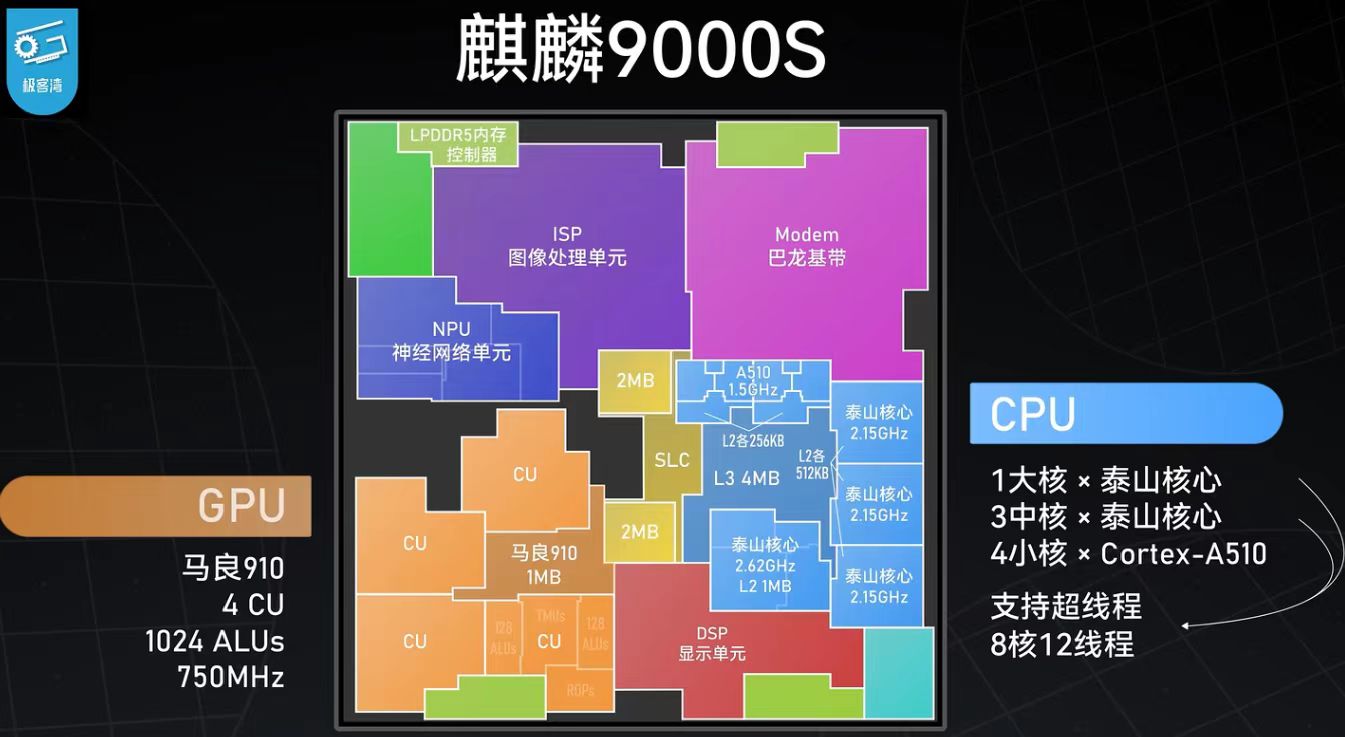 极客湾
麒麟9000S
LPDDR5内存
控制器
ISP
图像处理单元
Modem
巴龙基带
NPU
神经网络单元
2MB
A510
1.5GHz
泰山核心
2.15GHz
L2各256KB
CU
SLC
L3 4MB
L2各
512KB
泰山核心
2.15GHz
CU
2MB
马良910
1MB
泰山核心
2.62GHz
L2 1MB
泰山核心
2.15GHz
CU
128
ALUs
TMUs
CU
128
ALUs
ROPs
DSP
显示单元
GPU
马良910
4 CU
1024 ALUs
750MHz
CPU
1大核 × 泰山核心
3中核 × 泰山核心
4小核 × Cortex-A510
支持超线程
8核12线程